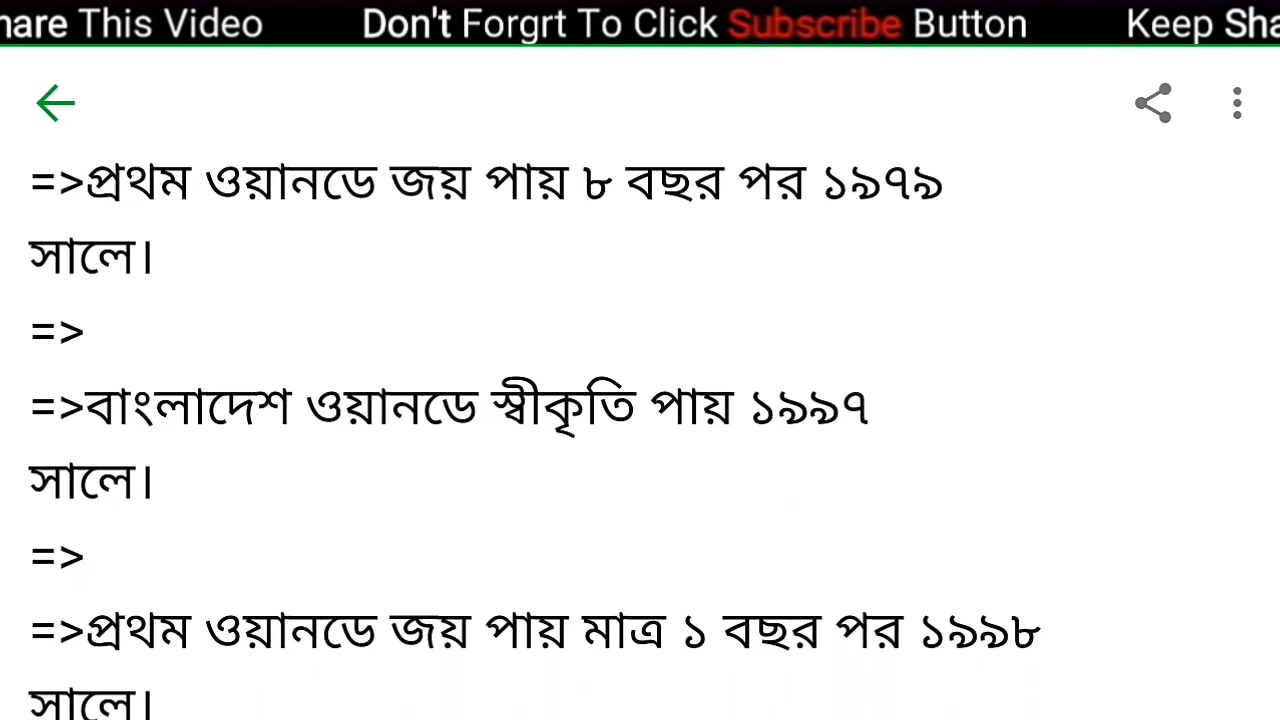 hare This Video Don't Forgrt To Click Subscribe Button Keep Sha
=>প্রথম ওয়ানডে জয় পায় ৮ বছর পর ১৯৭৯
সালে।
=>
=>বাংলাদেশ ওয়ানডে স্বীকৃতি পায় ১৯৯৭
সালে।
=>
=>প্রথম ওয়ানডে জয় পায় মাত্র ১ বছর পর ১৯৯৮
সালে।